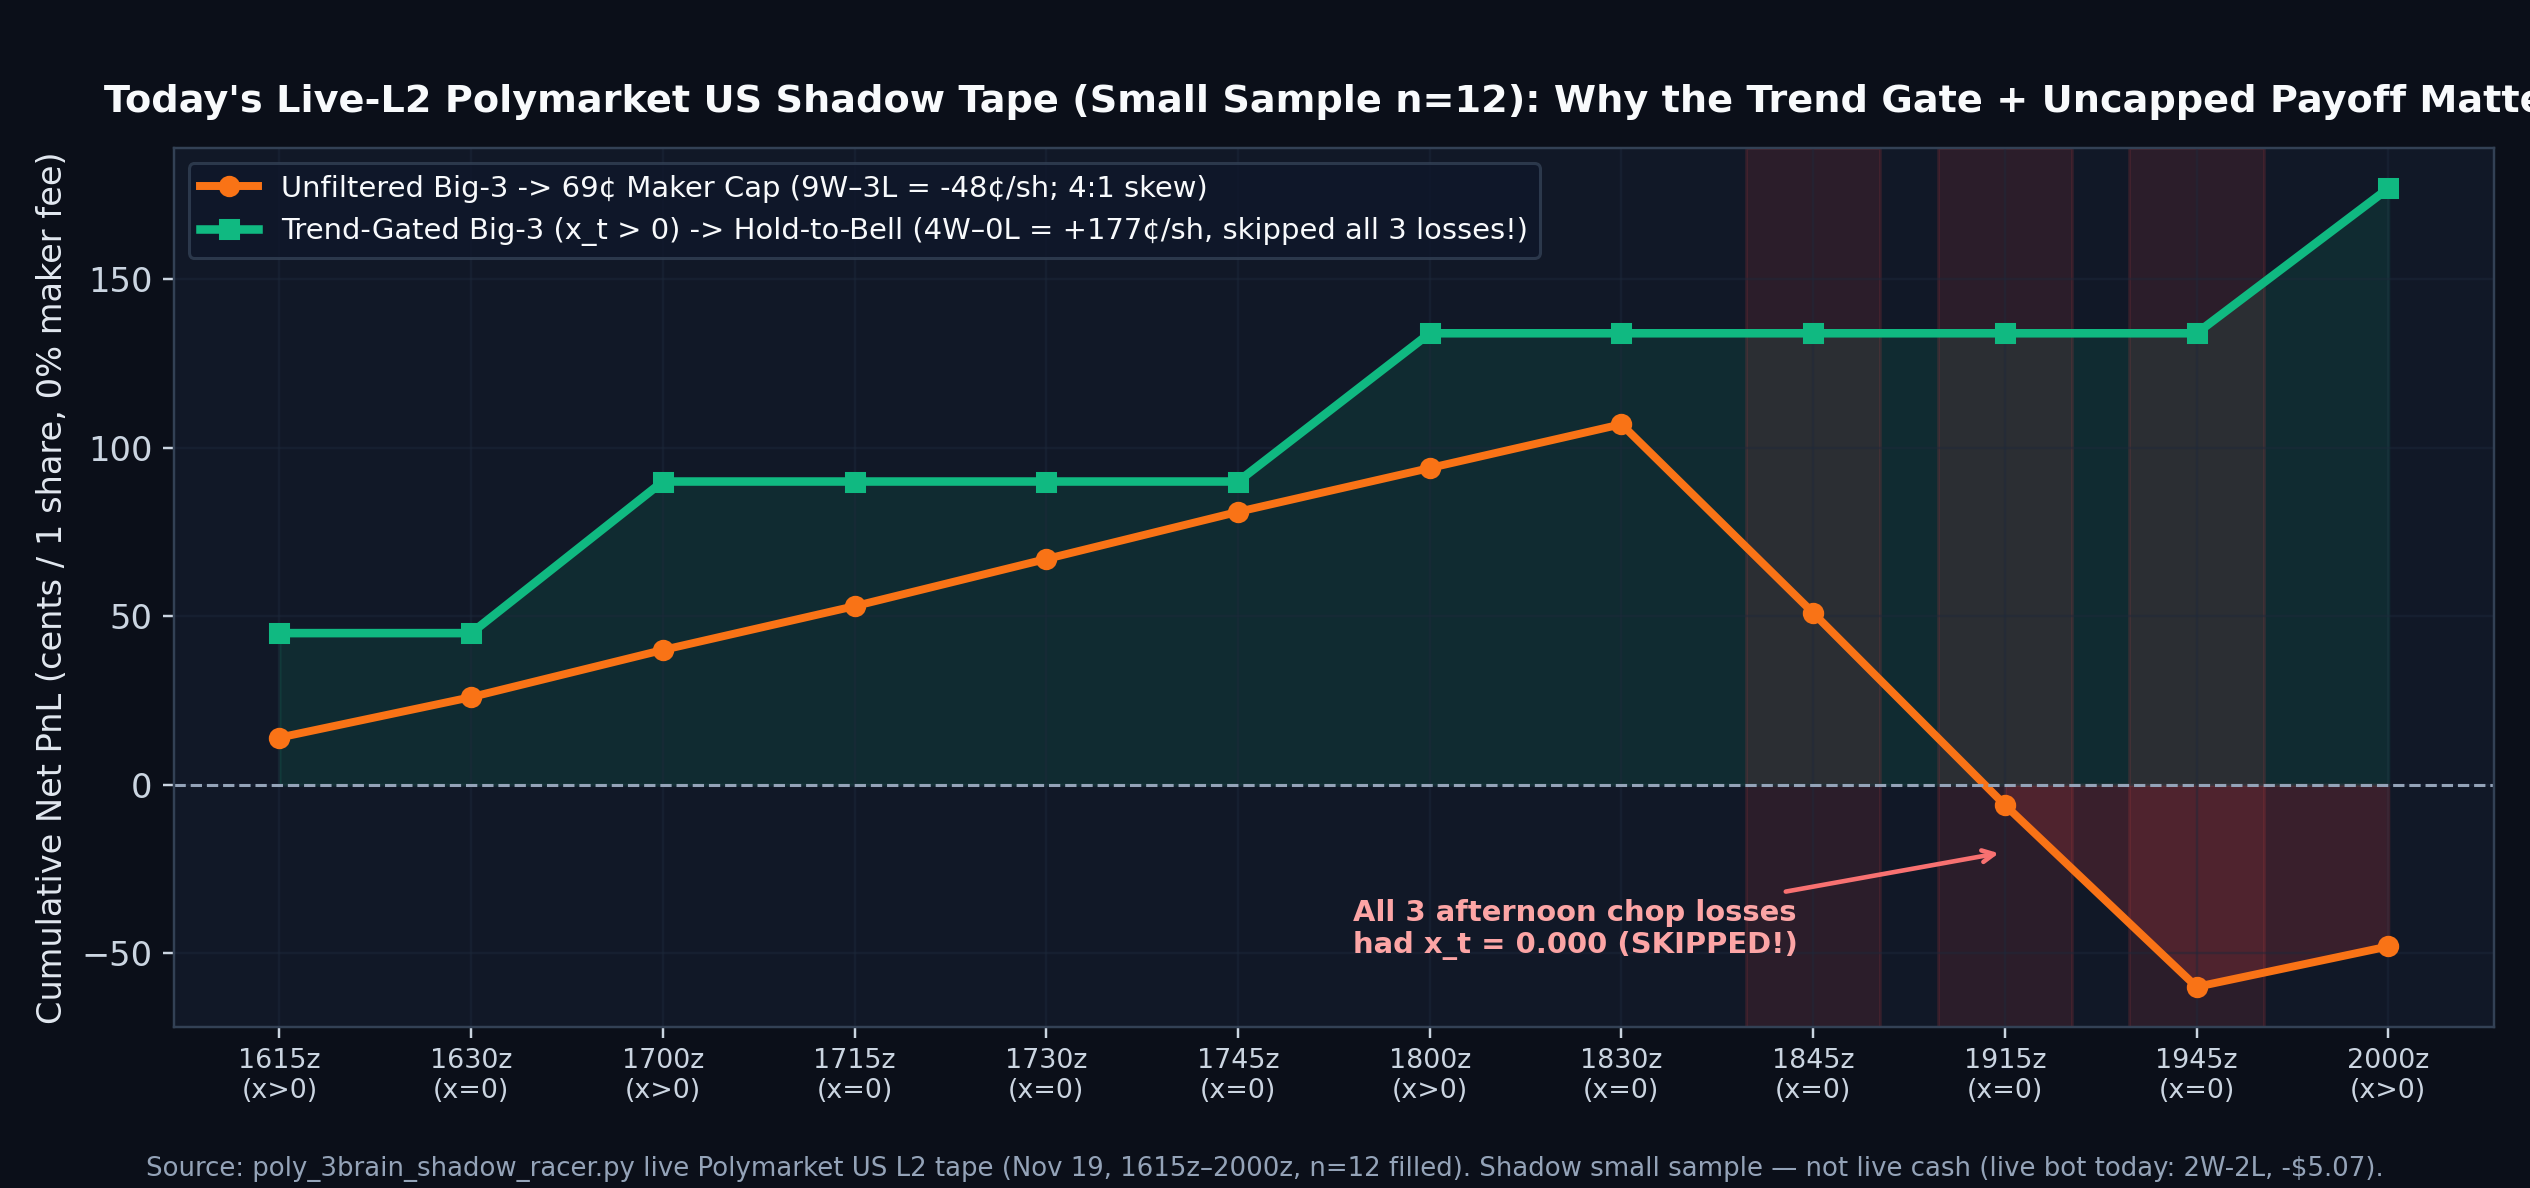 Today's Live-L2 Polymarket US Shadow Tape (Small Sample n=12): Why the Trend Gate + Uncapped Payoff Matte
Cumulative Net PnL (cents / 1 share, 0% maker fee)
Unfiltered Big-3 -> 69¢ Maker Cap (9W–3L = -48¢/sh; 4:1 skew)
Trend-Gated Big-3 (x_t > 0) -> Hold-to-Bell (4W–0L = +177¢/sh, skipped all 3 losses!)
150
100
50
0
−50
All 3 afternoon chop losses
had x_t = 0.000 (SKIPPED!)
1615z 1630z 1700z 1715z 1730z 1745z 1800z 1830z 1845z 1915z 1945z 2000z
(x>0) (x=0) (x>0) (x=0) (x=0) (x=0) (x>0) (x=0) (x=0) (x=0) (x=0) (x>0)
Source: poly_3brain_shadow_racer.py live Polymarket US L2 tape (Nov 19, 1615z–2000z, n=12 filled). Shadow small sample — not live cash (live bot today: 2W-2L, -$5.07).